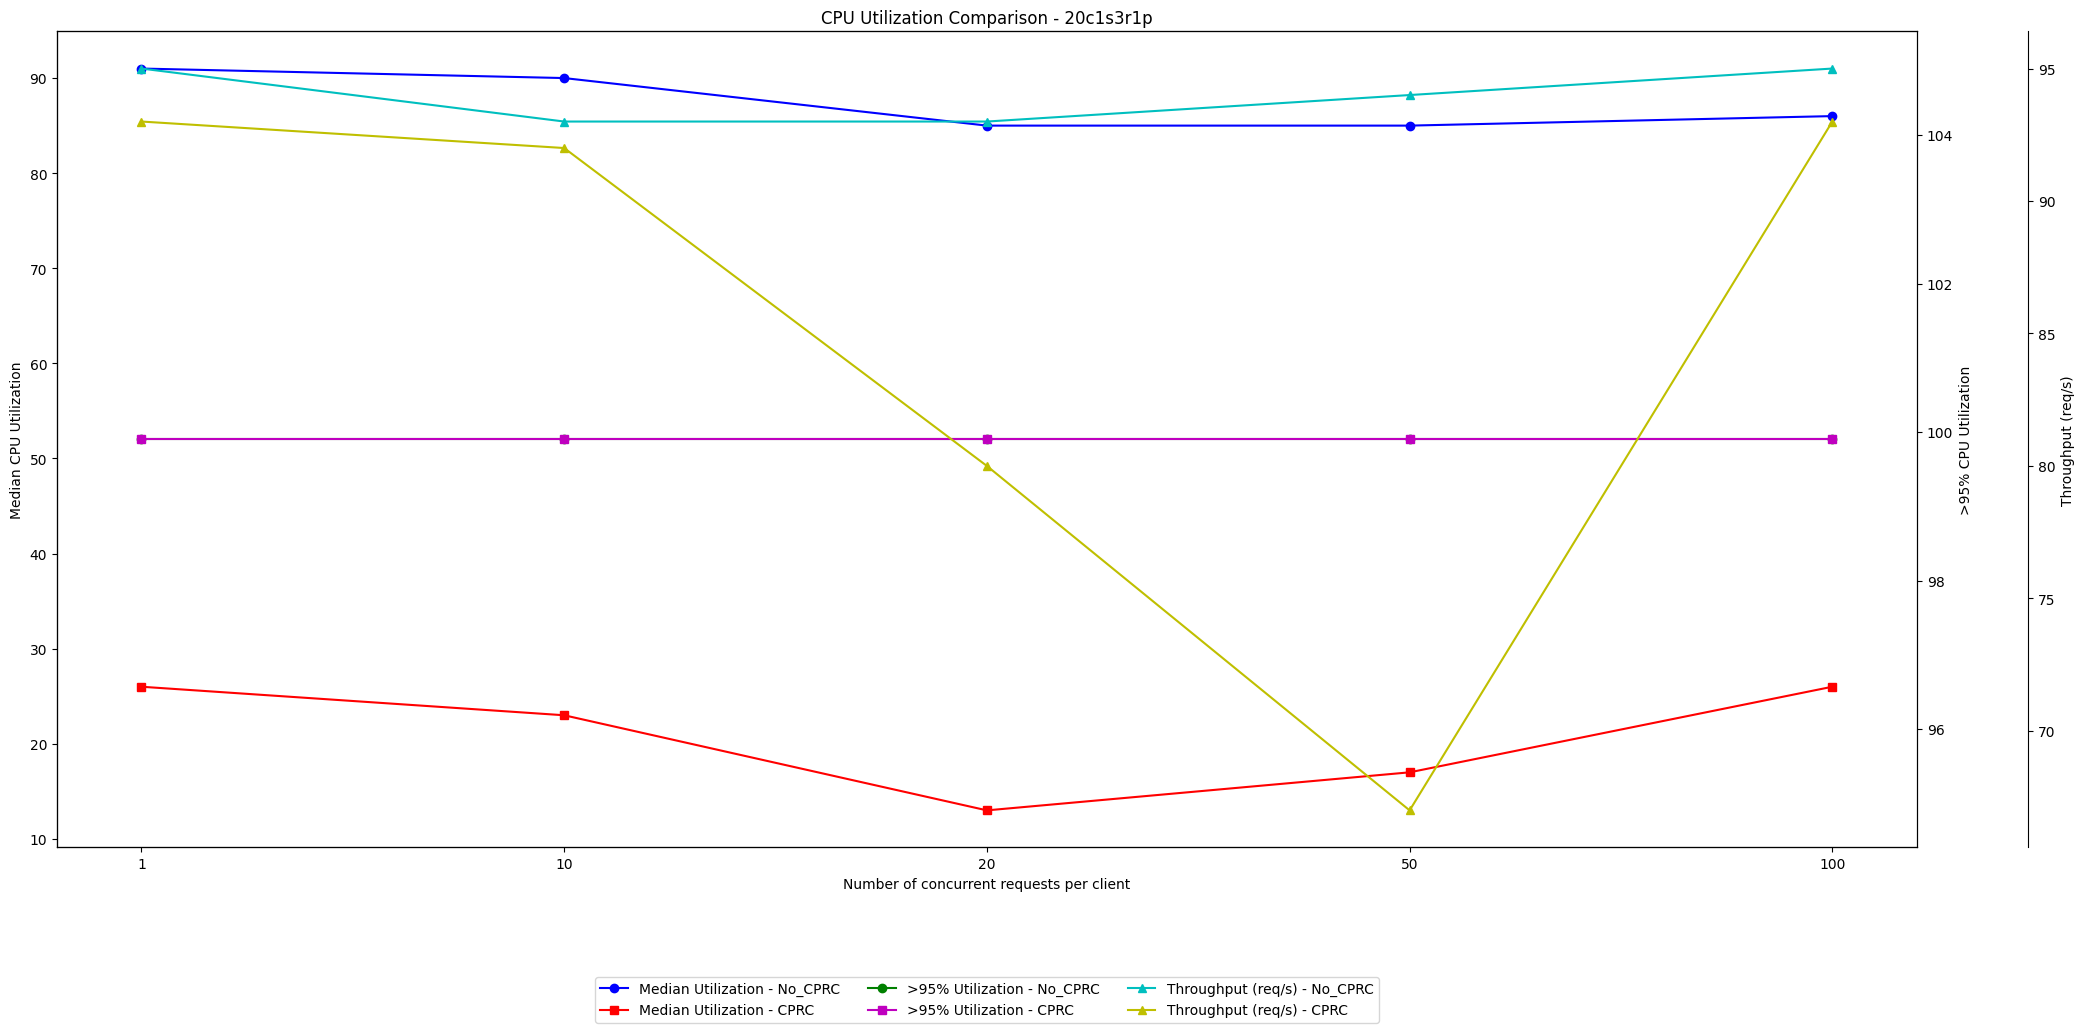 CPU Utilization Comparison - 20c1s3r1p
90
80
70
60
50
40
30
20
10
Median CPU Utilization
104
102
100
98
96
>95% CPU Utilization
95
90
85
80
75
70
Throughput (req/s)
1 10 20 50 100
Number of concurrent requests per client
Median Utilization - No_CPRC >95% Utilization - No_CPRC Throughput (req/s) - No_CPRC
Median Utilization - CPRC >95% Utilization - CPRC Throughput (req/s) - CPRC